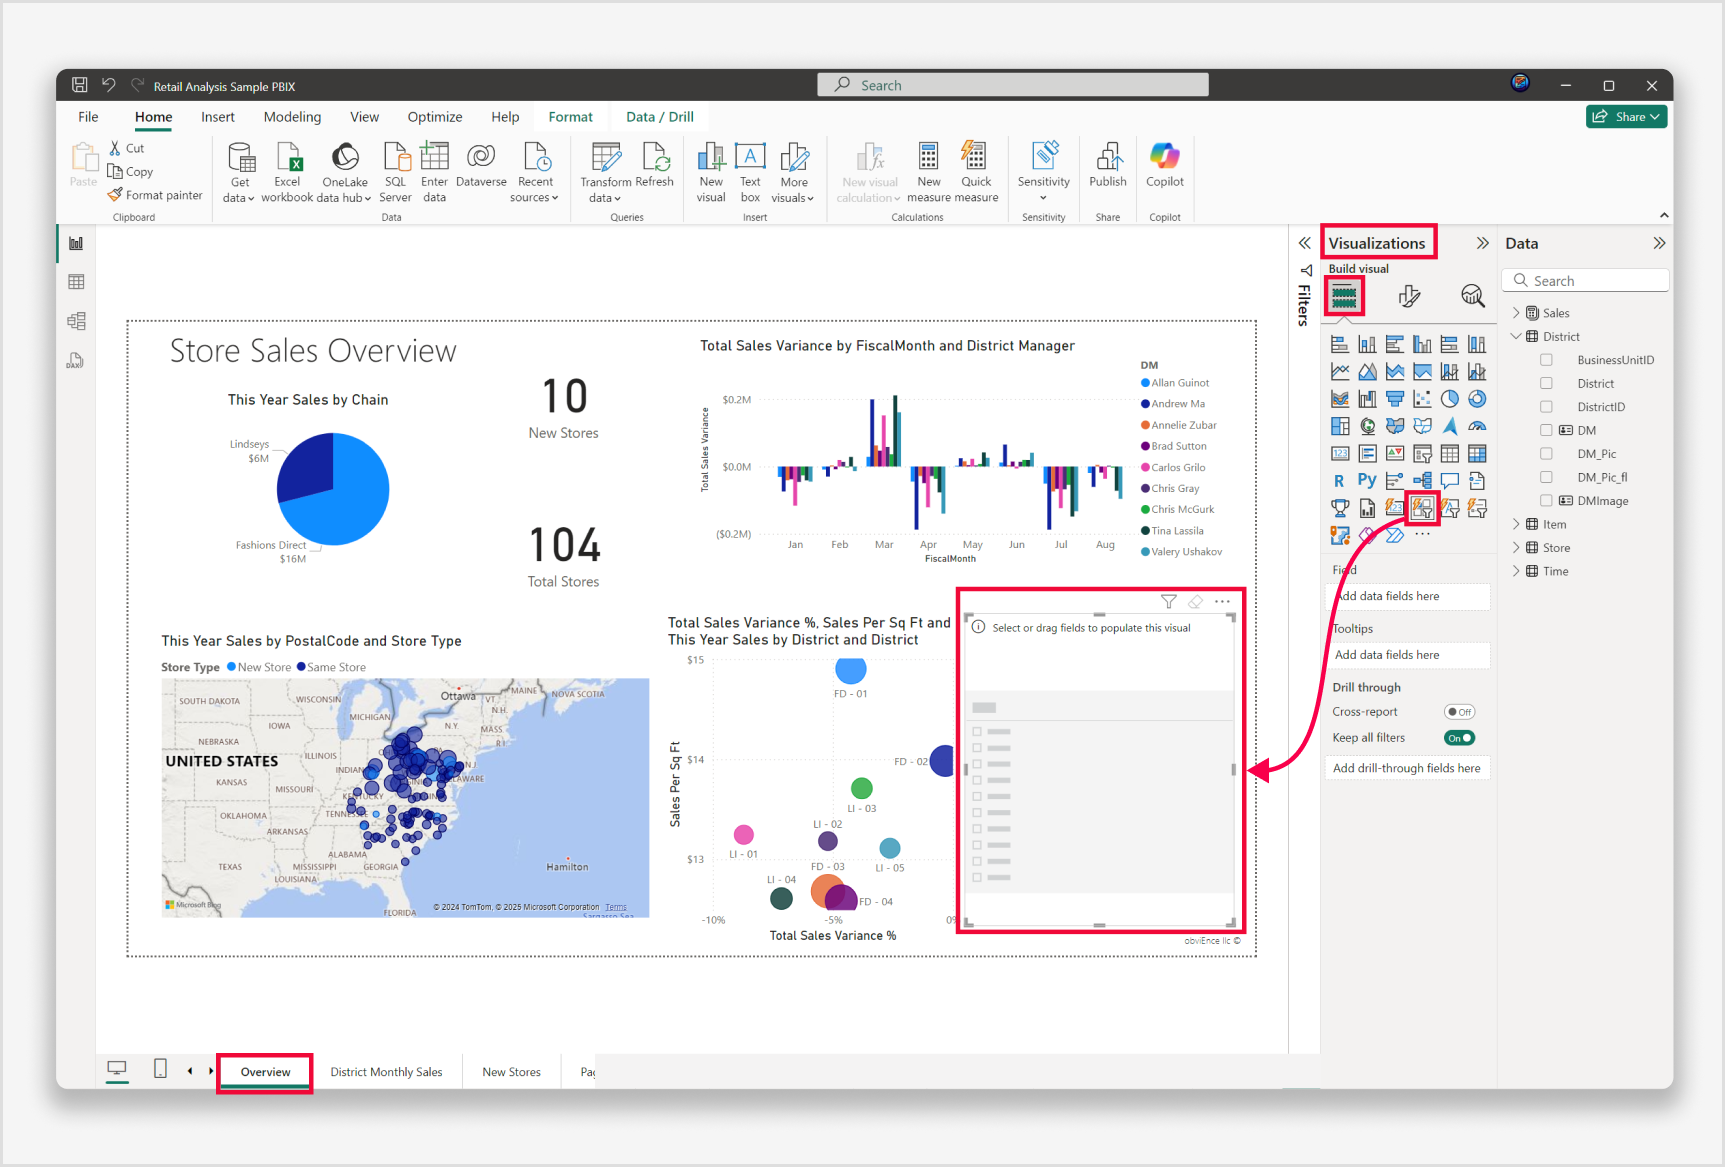 Retail Analysis Sample PBIX
Search
File Home Insert Modeling View Optimize Help Format Data / Drill
Share
Paste
Cut
Copy
Format painter
Clipboard
Get data
Excel workbook
OneLake data hub
SQL Server
Enter data
Dataverse
Recent sources
Data
Transform data
Refresh
Queries
New visual
Text box
More visuals
Insert
New visual calculation
New measure
Quick measure
Calculations
Sensitivity
Sensitivity
Publish
Share
Copilot
Copilot
Store Sales Overview
This Year Sales by Chain
Lindseys
$6M
Fashions Direct
$16M
10
New Stores
104
Total Stores
Total Sales Variance by FiscalMonth and District Manager
Total Sales Variance
$0.2M
$0.0M
($0.2M)
Jan Feb Mar Apr May Jun Jul Aug
FiscalMonth
DM
Allan Guinot
Andrew Ma
Annelie Zubar
Brad Sutton
Carlos Grilo
Chris Gray
Chris McGurk
Tina Lassila
Valery Ushakov
This Year Sales by PostalCode and Store Type
Store Type New Store Same Store
SOUTH DAKOTA
WISCONSIN
Ottawa
MAINE
NOVA SCOTIA
VT.
N.H.
MICHIGAN
IOWA
N.Y.
MASS.
NEBRASKA
R.I.
ILLINOIS
UNITED STATES
INDIAN
N.J.
KANSAS
MISSOURI
KENTUCKY
OKLAHOMA
TENNESSEE
ARKANSAS
ALABAMA
TEXAS
MISSISSIPPI
GEORGIA
Hamilton
LOUISIANA
Microsoft Bing
© 2024 TomTom, © 2025 Microsoft Corporation Terms
FLORIDA
Sargasso Sea
Total Sales Variance %, Sales Per Sq Ft and
This Year Sales by District and District
Sales Per Sq Ft
$15
$14
$13
FD - 01
FD - 02
LI - 03
LI - 02
LI - 01
FD - 03
LI - 05
LI - 04
FD - 04
-10% -5% 0%
Total Sales Variance %
Select or drag fields to populate this visual
obviEnce llc ©
Filters
Visualizations
Build visual
R
Py
123
Field
Add data fields here
Tooltips
Add data fields here
Drill through
Cross-report
Off
Keep all filters
On
Add drill-through fields here
Data
Search
Sales
District
BusinessUnitID
District
DistrictID
DM
DM_Pic
DM_Pic_fl
DMImage
Item
Store
Time
DAX
Overview District Monthly Sales New Stores Pag